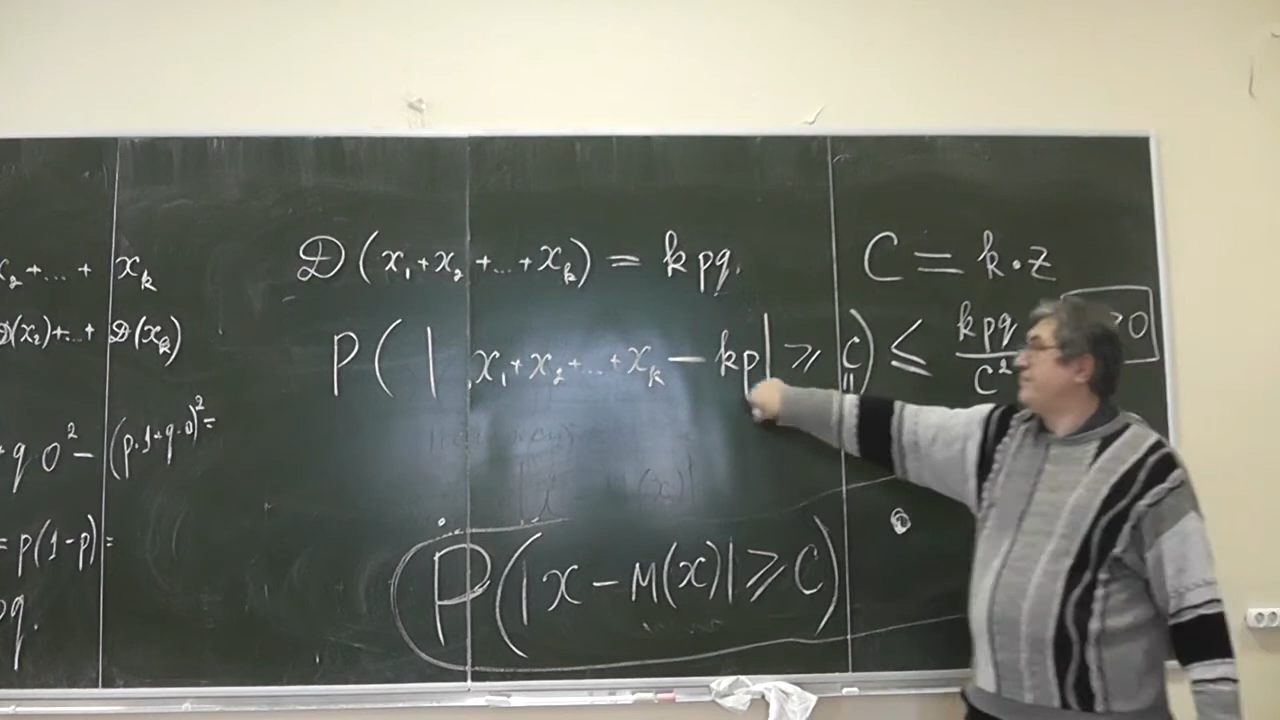 x₂ +...+ x_k
D(x₂)+...+ D(x_k)
q·0² − (p·1+q·0)² =
= p(1-p) =
pq.
D(x₁+x₂+...+x_k) = kpq.
P(| x₁+x₂+...+x_k − kp| ≥ C) ≤ kpq / C²
P(|x − M(x)| ≥ C)
C = k·z